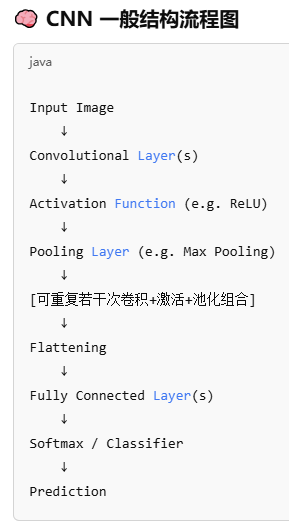 🧠 CNN 一般结构流程图
java
Input Image
↓
Convolutional Layer(s)
↓
Activation Function (e.g. ReLU)
↓
Pooling Layer (e.g. Max Pooling)
↓
[可重复若干次卷积+激活+池化组合]
↓
Flattening
↓
Fully Connected Layer(s)
↓
Softmax / Classifier
↓
Prediction